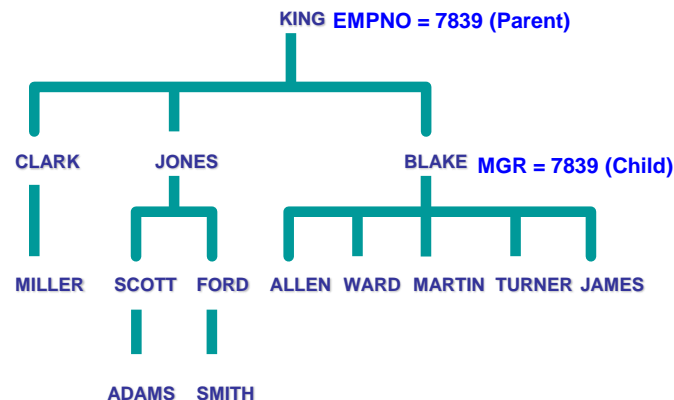 KING EMPNO = 7839 (Parent)
CLARK JONES BLAKE MGR = 7839 (Child)
MILLER SCOTT FORD ALLEN WARD MARTIN TURNER JAMES
ADAMS SMITH